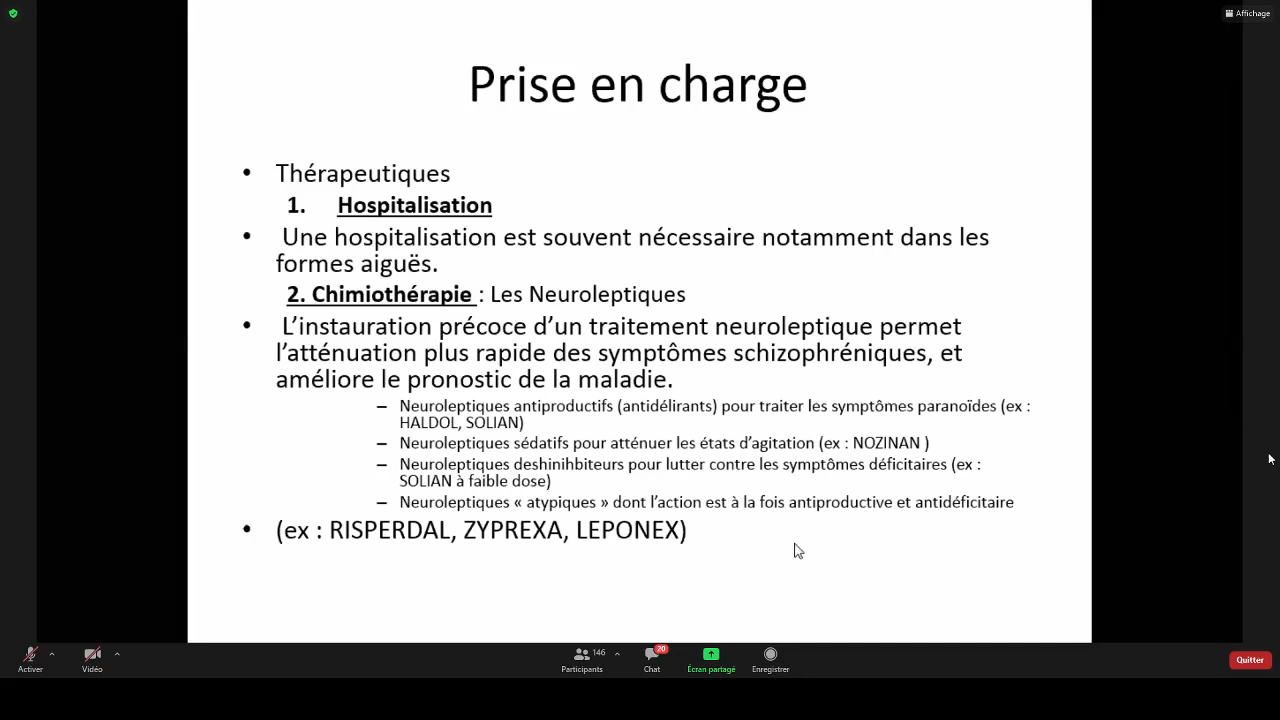 Affichage
Prise en charge
• Thérapeutiques
1. Hospitalisation
• Une hospitalisation est souvent nécessaire notamment dans les
formes aiguës.
2. Chimiothérapie : Les Neuroleptiques
• L’instauration précoce d’un traitement neuroleptique permet
l’atténuation plus rapide des symptômes schizophréniques, et
améliore le pronostic de la maladie.
– Neuroleptiques antiproductifs (antidélirants) pour traiter les symptômes paranoïdes (ex :
HALDOL, SOLIAN)
– Neuroleptiques sédatifs pour atténuer les états d’agitation (ex : NOZINAN )
– Neuroleptiques deshinihbiteurs pour lutter contre les symptômes déficitaires (ex :
SOLIAN à faible dose)
– Neuroleptiques « atypiques » dont l’action est à la fois antiproductive et antidéficitaire
• (ex : RISPERDAL, ZYPREXA, LEPONEX)
146
20
Activer Vidéo Participants Chat Écran partagé Enregistrer Quitter